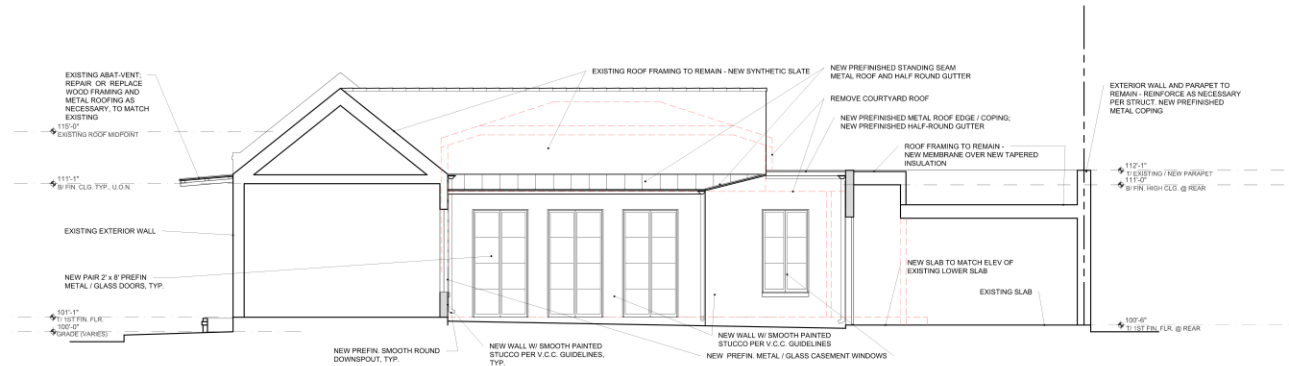 EXISTING ABAT-VENT;
REPAIR OR REPLACE
WOOD FRAMING AND
METAL ROOFING AS
NECESSARY, TO MATCH
EXISTING
115'-0"
EXISTING ROOF MIDPOINT
111'-1"
B/ FIN. CLG. TYP., U.O.N.
EXISTING EXTERIOR WALL
NEW PAIR 2' x 8' PREFIN
METAL / GLASS DOORS, TYP.
101'-1"
T/ 1ST FIN. FLR.
100'-0"
GRADE (VARIES)
EXISTING ROOF FRAMING TO REMAIN - NEW SYNTHETIC SLATE
NEW PREFINISHED STANDING SEAM
METAL ROOF AND HALF ROUND GUTTER
REMOVE COURTYARD ROOF
NEW PREFINISHED METAL ROOF EDGE / COPING;
NEW PREFINISHED HALF-ROUND GUTTER
ROOF FRAMING TO REMAIN -
NEW MEMBRANE OVER NEW TAPERED
INSULATION
EXTERIOR WALL AND PARAPET TO
REMAIN - REINFORCE AS NECESSARY
PER STRUCT. NEW PREFINISHED
METAL COPING
112'-1"
T/ EXISTING / NEW PARAPET
111'-0"
B/ FIN. HIGH CLG. @ REAR
NEW SLAB TO MATCH ELEV OF
EXISTING LOWER SLAB
EXISTING SLAB
100'-6"
T/ 1ST FIN. FLR. @ REAR
NEW PREFIN. SMOOTH ROUND
DOWNSPOUT, TYP.
NEW WALL W/ SMOOTH PAINTED
STUCCO PER V.C.C. GUIDELINES,
TYP.
NEW WALL W/ SMOOTH PAINTED
STUCCO PER V.C.C. GUIDELINES
NEW PREFIN. METAL / GLASS CASEMENT WINDOWS